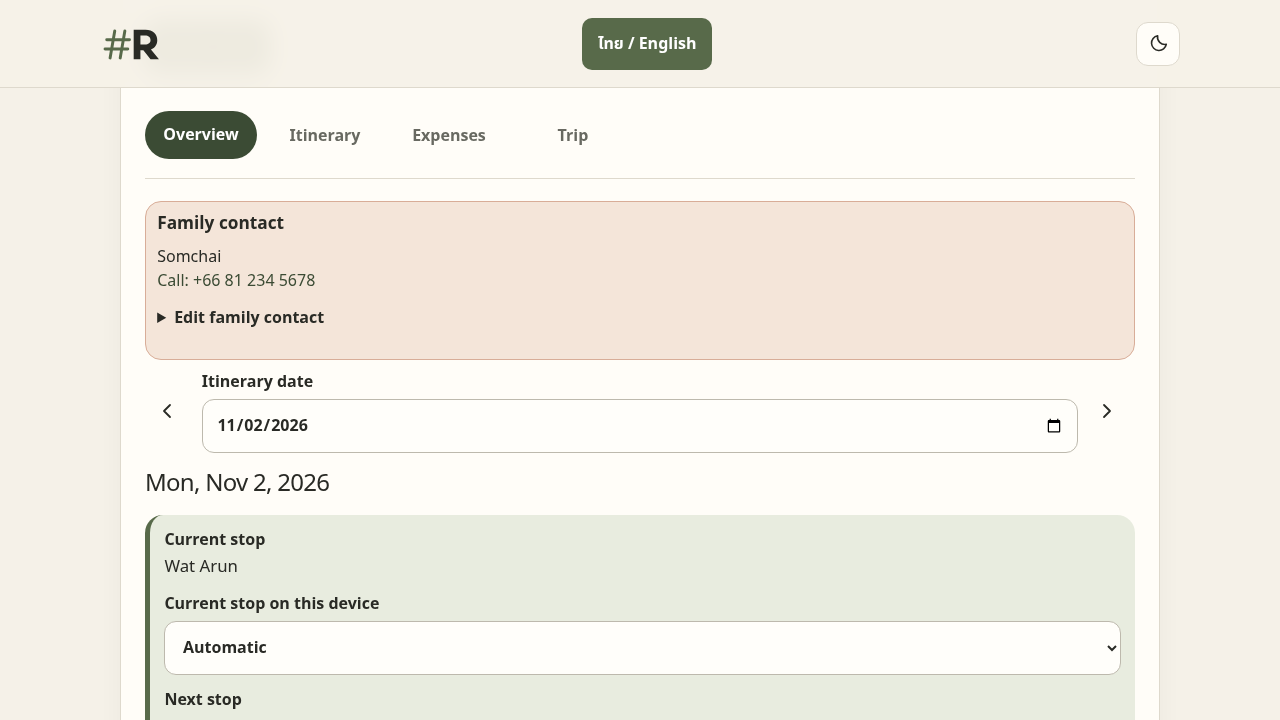 #R
ไทย / English
Overview
Itinerary
Expenses
Trip
Family contact
Somchai
Call: +66 81 234 5678
Edit family contact
Itinerary date
11/02/2026
Mon, Nov 2, 2026
Current stop
Wat Arun
Current stop on this device
Automatic
Next stop